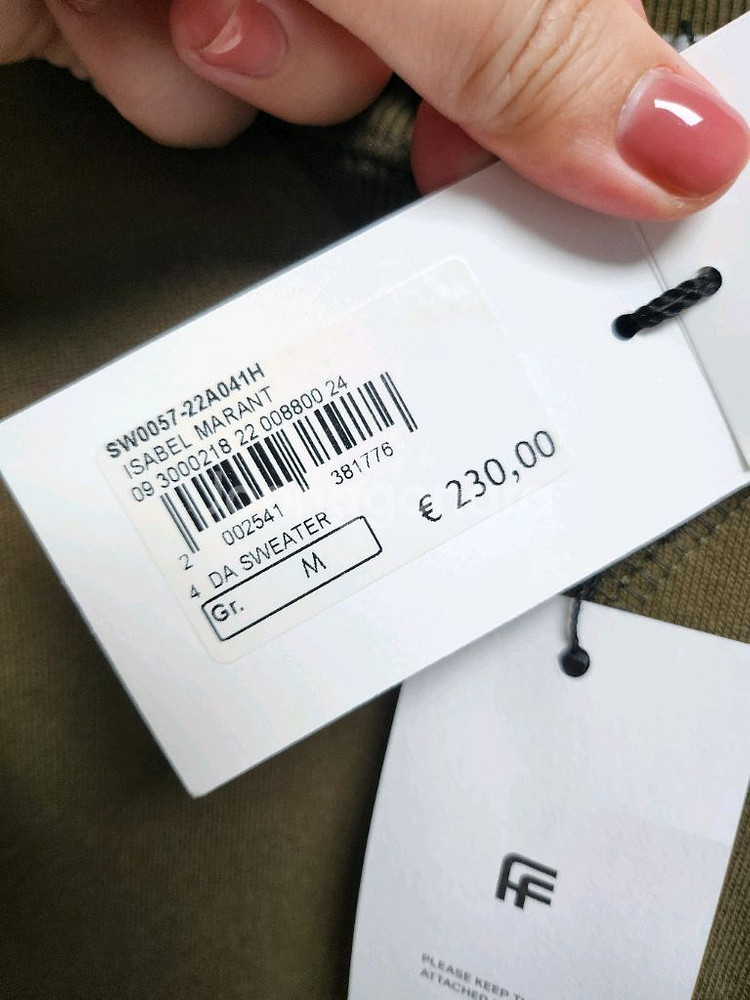 SW0057-22A041H
ISABEL MARANT
09 3000218 22 008800 24
2 002541 381776
4 DA SWEATER
€ 230,00
Gr. M
PLEASE KEEP
ATTACHED